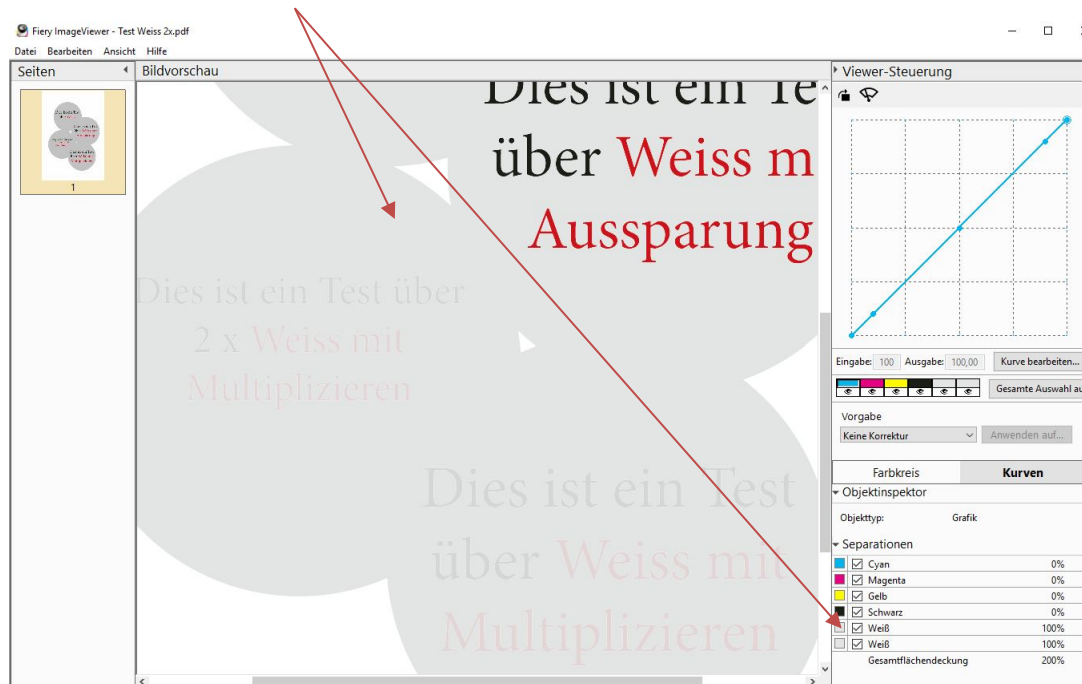 Fiery ImageViewer - Test Weiss 2x.pdf
Datei Bearbeiten Ansicht Hilfe
Seiten
Bildvorschau
Viewer-Steuerung
1
Dies ist ein Te
über Weiss m
Aussparung
Dies ist ein Test über
2 x Weiss mit
Multiplizieren
Dies ist ein Test
über Weiss mit
Multiplizieren
Eingabe: 100 Ausgabe: 100,00 Kurve bearbeiten...
Gesamte Auswahl au
Vorgabe
Keine Korrektur Anwenden auf...
Farbkreis Kurven
Objektinspektor
Objekttyp: Grafik
Separationen
Cyan 0%
Magenta 0%
Gelb 0%
Schwarz 0%
Weiß 100%
Weiß 100%
Gesamtflächendeckung 200%